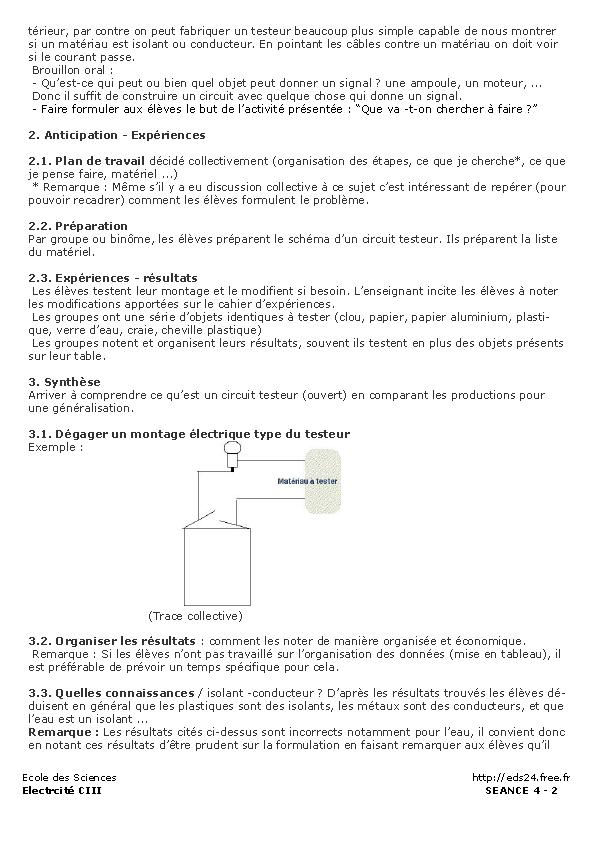 térieur, par contre on peut fabriquer un testeur beaucoup plus simple capable de nous montrer
si un matériau est isolant ou conducteur. En pointant les câbles contre un matériau on doit voir
si le courant passe.
Brouillon oral :
- Qu’est-ce qui peut ou bien quel objet peut donner un signal ? une ampoule, un moteur, ...
Donc il suffit de construire un circuit avec quelque chose qui donne un signal.
- Faire formuler aux élèves le but de l’activité présentée : “Que va -t-on chercher à faire ?”
2. Anticipation - Expériences
2.1. Plan de travail décidé collectivement (organisation des étapes, ce que je cherche*, ce que
je pense faire, matériel ...)
* Remarque : Même s’il y a eu discussion collective à ce sujet c’est intéressant de repérer (pour
pouvoir recadrer) comment les élèves formulent le problème.
2.2. Préparation
Par groupe ou binôme, les élèves préparent le schéma d’un circuit testeur. Ils préparent la liste
du matériel.
2.3. Expériences - résultats
Les élèves testent leur montage et le modifient si besoin. L’enseignant incite les élèves à noter
les modifications apportées sur le cahier d’expériences.
Les groupes ont une série d’objets identiques à tester (clou, papier, papier aluminium, plasti-
que, verre d’eau, craie, cheville plastique)
Les groupes notent et organisent leurs résultats, souvent ils testent en plus des objets présents
sur leur table.
3. Synthèse
Arriver à comprendre ce qu’est un circuit testeur (ouvert) en comparant les productions pour
une généralisation.
3.1. Dégager un montage électrique type du testeur
Exemple :
Matériau à tester
(Trace collective)
3.2. Organiser les résultats : comment les noter de manière organisée et économique.
Remarque : Si les élèves n’ont pas travaillé sur l’organisation des données (mise en tableau), il
est préférable de prévoir un temps spécifique pour cela.
3.3. Quelles connaissances / isolant -conducteur ? D’après les résultats trouvés les élèves dé-
duisent en général que les plastiques sont des isolants, les métaux sont des conducteurs, et que
l’eau est un isolant ...
Remarque : Les résultats cités ci-dessus sont incorrects notamment pour l’eau, il convient donc
en notant ces résultats d’être prudent sur la formulation en faisant remarquer aux élèves qu’il
Ecole des Sciences http://eds24.free.fr
Electrcité CIII SEANCE 4 - 2